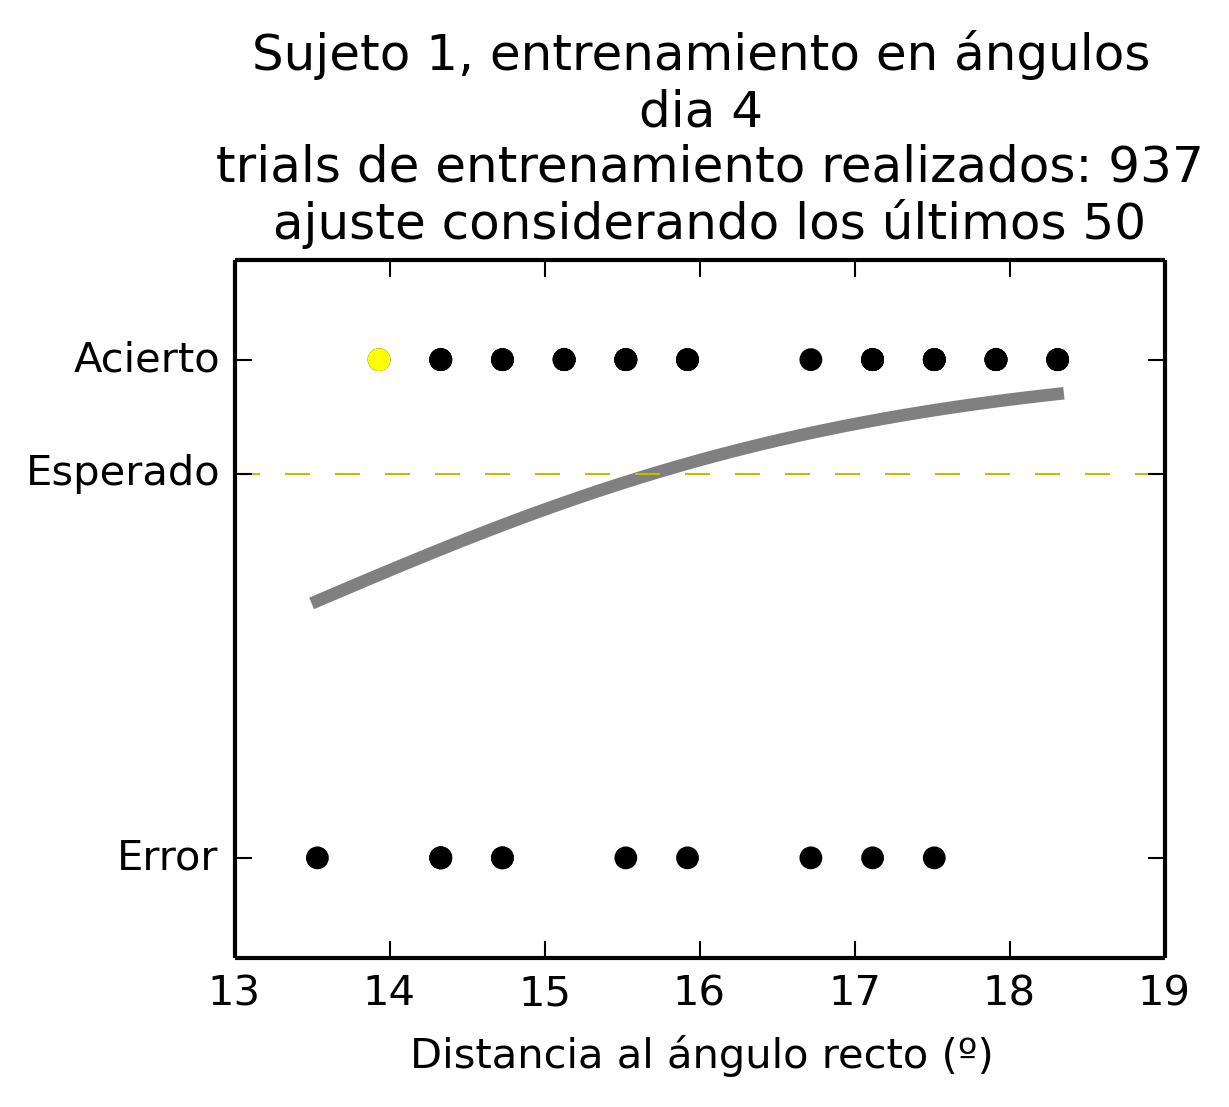 Sujeto 1, entrenamiento en ángulos
dia 4
trials de entrenamiento realizados: 937
ajuste considerando los últimos 50
Acierto
Esperado
Error
13 14 15 16 17 18 19
Distancia al ángulo recto (º)